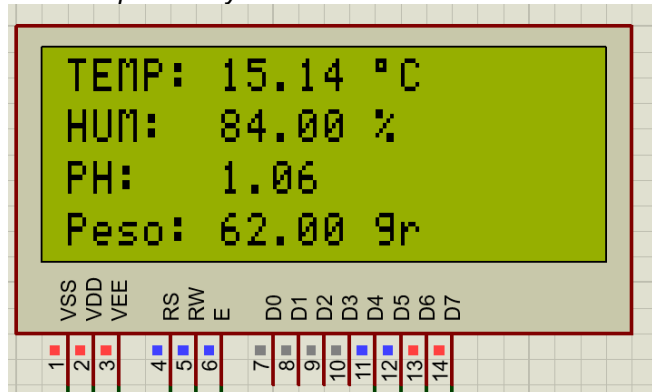 TEMP: 15.14 °C
HUM: 84.00 %
PH: 1.06
Peso: 62.00 gr
VSS VDD VEE RS RW E D0 D1 D2 D3 D4 D5 D6 D7
1 2 3 4 5 6 7 8 9 10 11 12 13 14